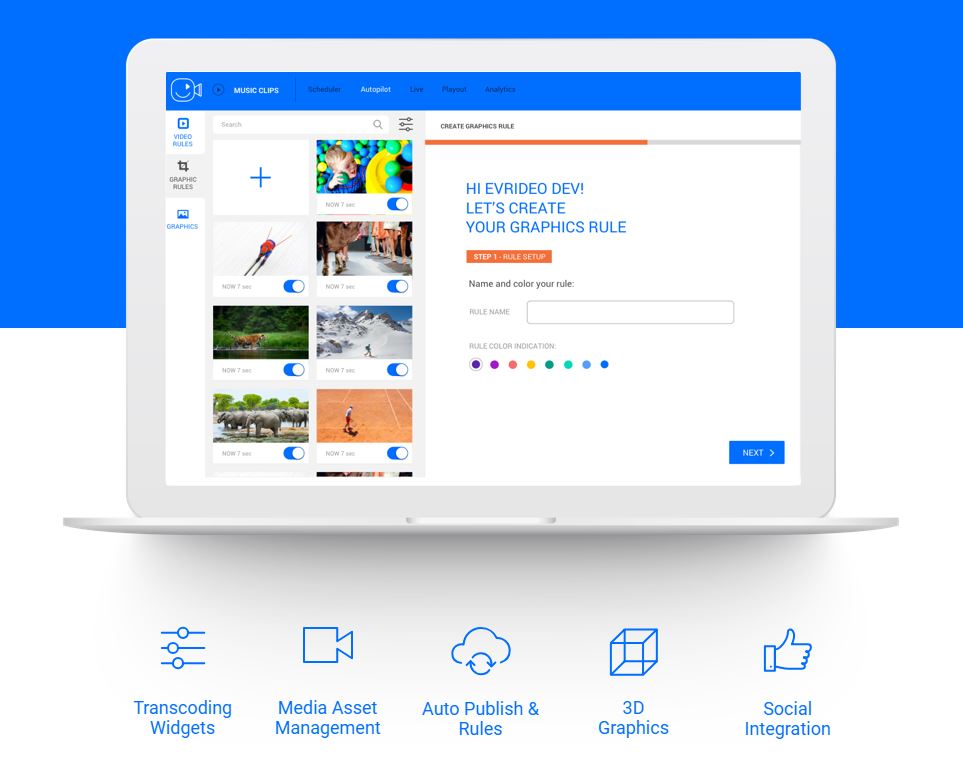 MUSIC CLIPS
Scheduler
Autopilot
Live
Playout
Analytics
VIDEO
RULES
GRAPHIC
RULES
GRAPHICS
Search
NOW 7 sec
NOW 7 sec
NOW 7 sec
NOW 7 sec
NOW 7 sec
NOW 7 sec
NOW 7 sec
CREATE GRAPHICS RULE
HI EVRIDEO DEV!
LET'S CREATE
YOUR GRAPHICS RULE
STEP 1 - RULE SETUP
Name and color your rule:
RULE NAME
RULE COLOR INDICATION:
NEXT
Transcoding
Widgets
Media Asset
Management
Auto Publish &
Rules
3D
Graphics
Social
Integration